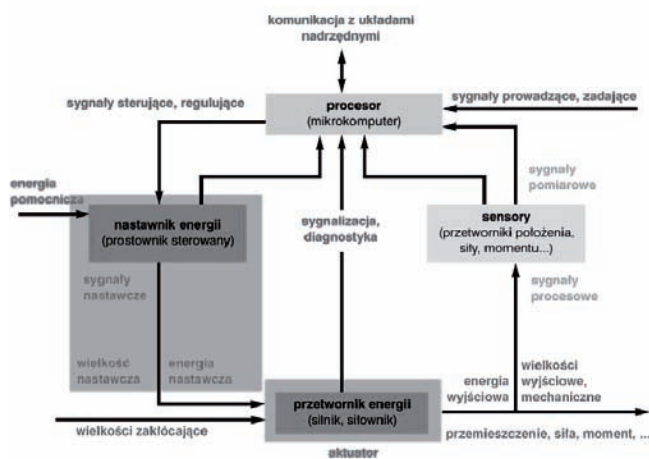 komunikacja z układami
nadrzędnymi
sygnały sterujące, regulujące
procesor
(mikrokomputer)
sygnały prowadzące, zadające
energia
pomocnicza
nastawnik energii
(prostownik sterowany)
sygnalizacja,
diagnostyka
sygnały
pomiarowe
sensory
(przetworniki położenia,
siły, momentu...)
sygnały
nastawcze
sygnały
procesowe
wielkość
nastawcza
energia
nastawcza
przetwornik energii
(silnik, siłownik)
energia
wyjściowa
wielkości
wyjściowe,
mechaniczne
wielkości zakłócające
aktuator
przemieszczenie, siła, moment, ...